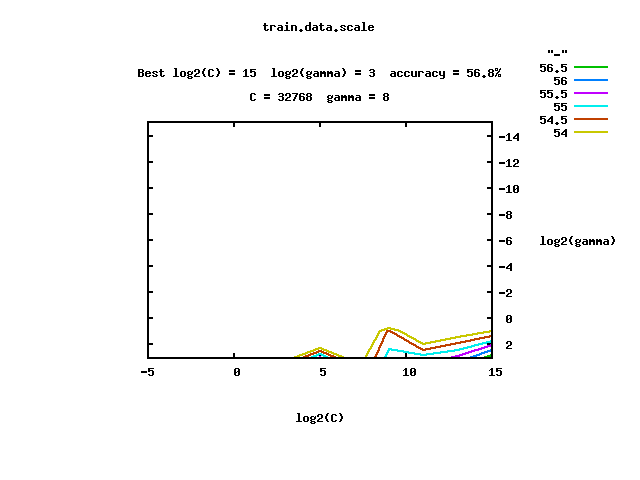 train.data.scale
Best log2(C) = 15  log2(gamma) = 3  accuracy = 56.8%
C = 32768  gamma = 8
"-"
56.5
56
55.5
55
54.5
54
-14
-12
-10
-8
-6
-4
-2
0
2
log2(gamma)
-5 0 5 10 15
log2(C)